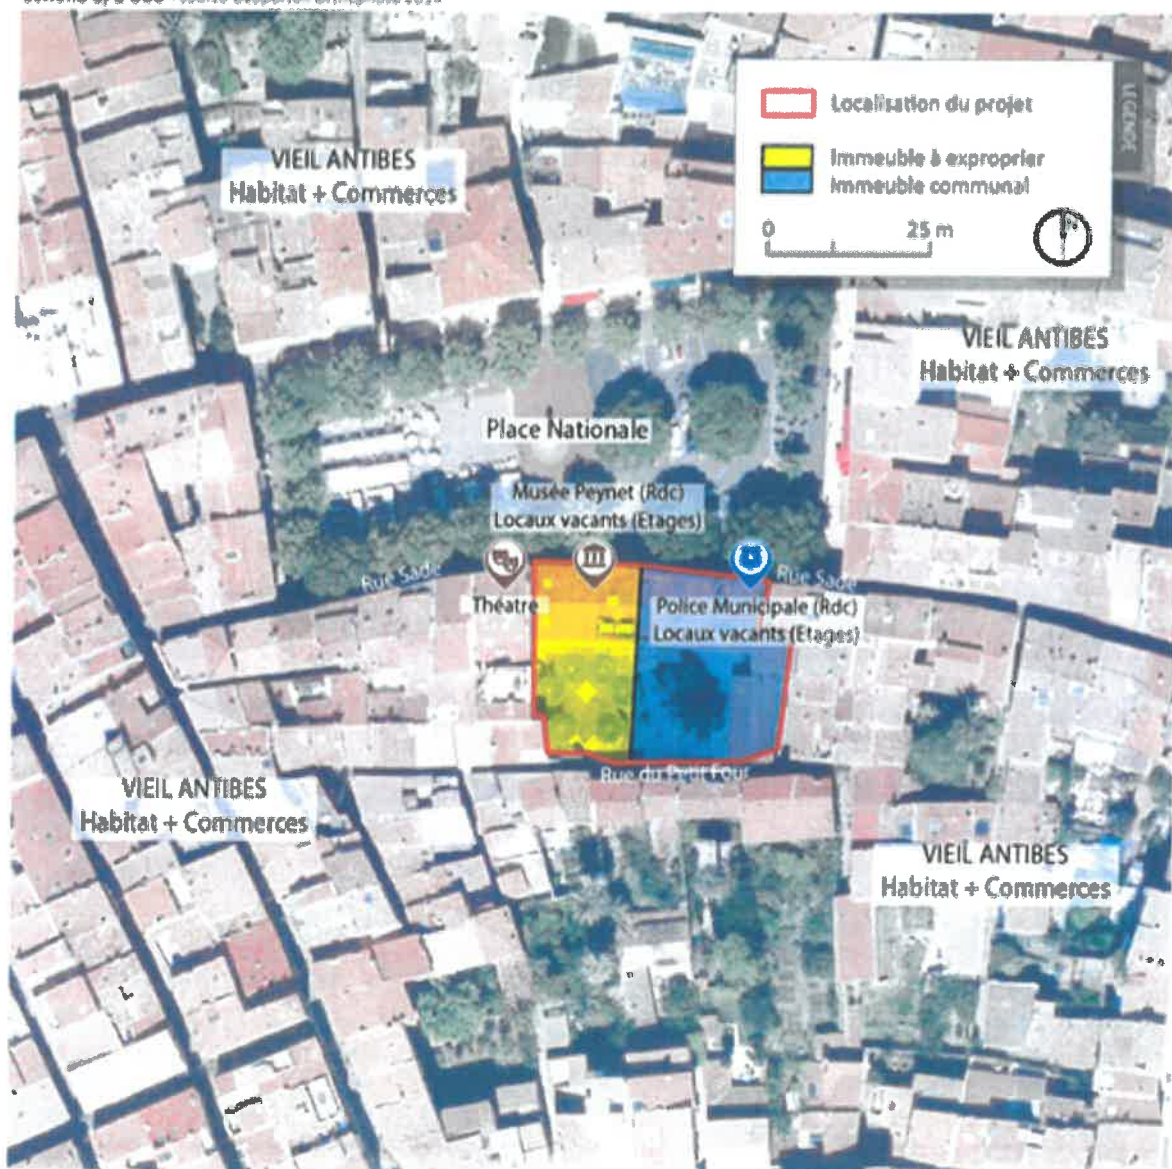 LÉGENDE
Localisation du projet
Immeuble à exproprier
Immeuble communal
0 25 m
VIEIL ANTIBES
Habitat + Commerces
VIEIL ANTIBES
Habitat + Commerces
Place Nationale
Musée Peynet (Rdc)
Locaux vacants (Etages)
Rue Sade
Rue Sade
Théatre
Police Municipale (Rdc)
Locaux vacants (Etages)
Rue du Petit Four
VIEIL ANTIBES
Habitat + Commerces
VIEIL ANTIBES
Habitat + Commerces